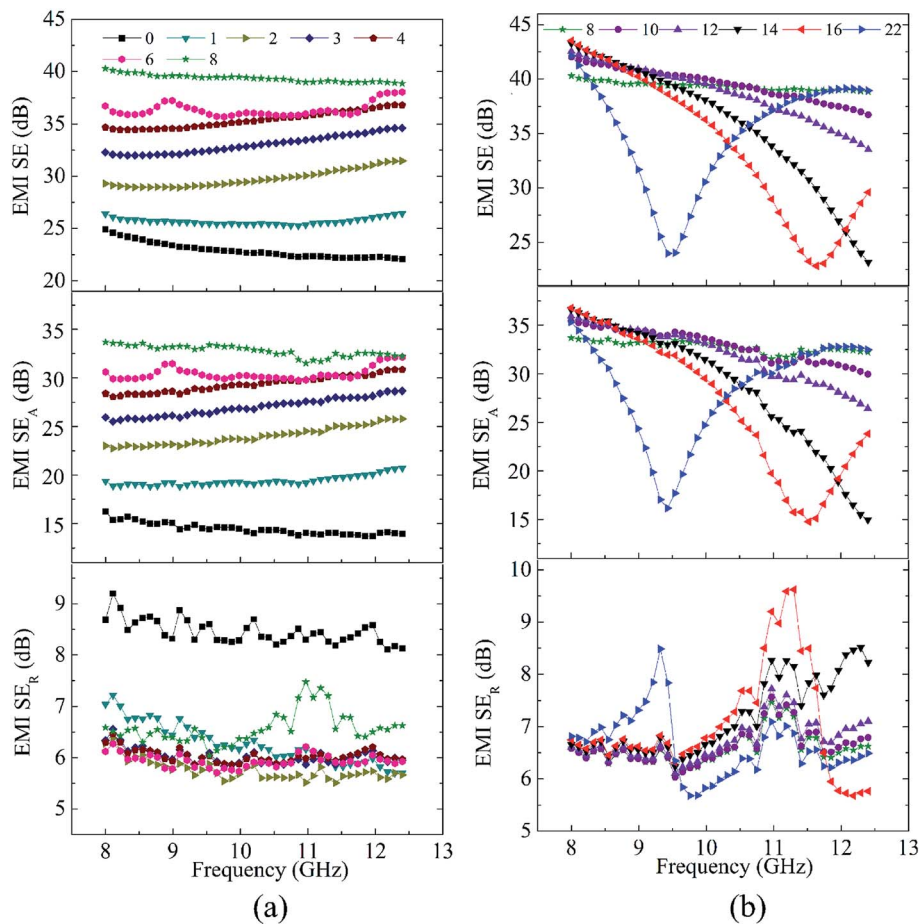 EMI SE (dB)
45
40
35
30
25
20
0 1 2 3 4
6 8
EMI SE_A (dB)
35
30
25
20
15
EMI SE_R (dB)
9
8
7
6
5
8 9 10 11 12 13
Frequency (GHz)
(a)
EMI SE (dB)
45
40
35
30
25
8 10 12 14 16 22
EMI SE_A (dB)
35
30
25
20
15
EMI SE_R (dB)
10
9
8
7
6
5
8 9 10 11 12 13
Frequency (GHz)
(b)